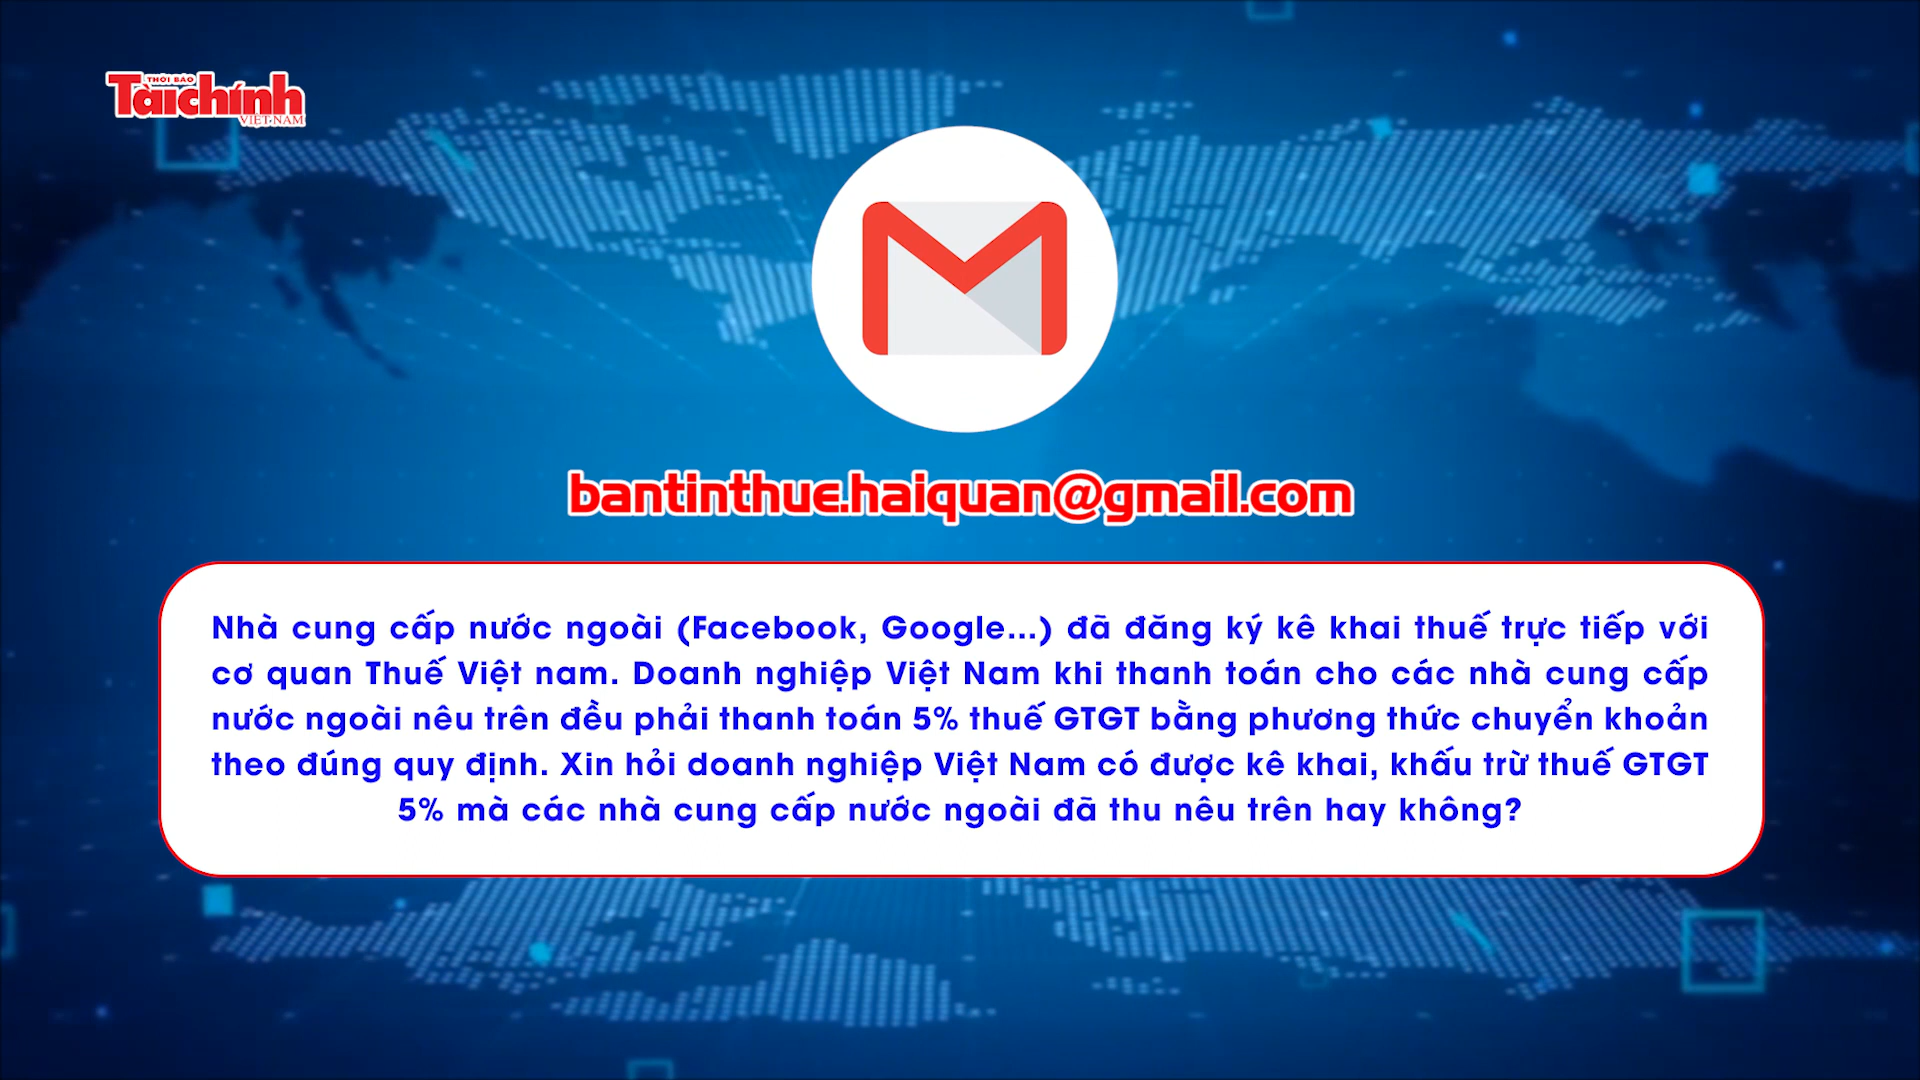 THỜI BÁO
Tàichính
VIỆT NAM
bantinthue.haiquan@gmail.com
Nhà cung cấp nước ngoài (Facebook, Google...) đã đăng ký kê khai thuế trực tiếp với
cơ quan Thuế Việt nam. Doanh nghiệp Việt Nam khi thanh toán cho các nhà cung cấp
nước ngoài nêu trên đều phải thanh toán 5% thuế GTGT bằng phương thức chuyển khoản
theo đúng quy định. Xin hỏi doanh nghiệp Việt Nam có được kê khai, khấu trừ thuế GTGT
5% mà các nhà cung cấp nước ngoài đã thu nêu trên hay không?